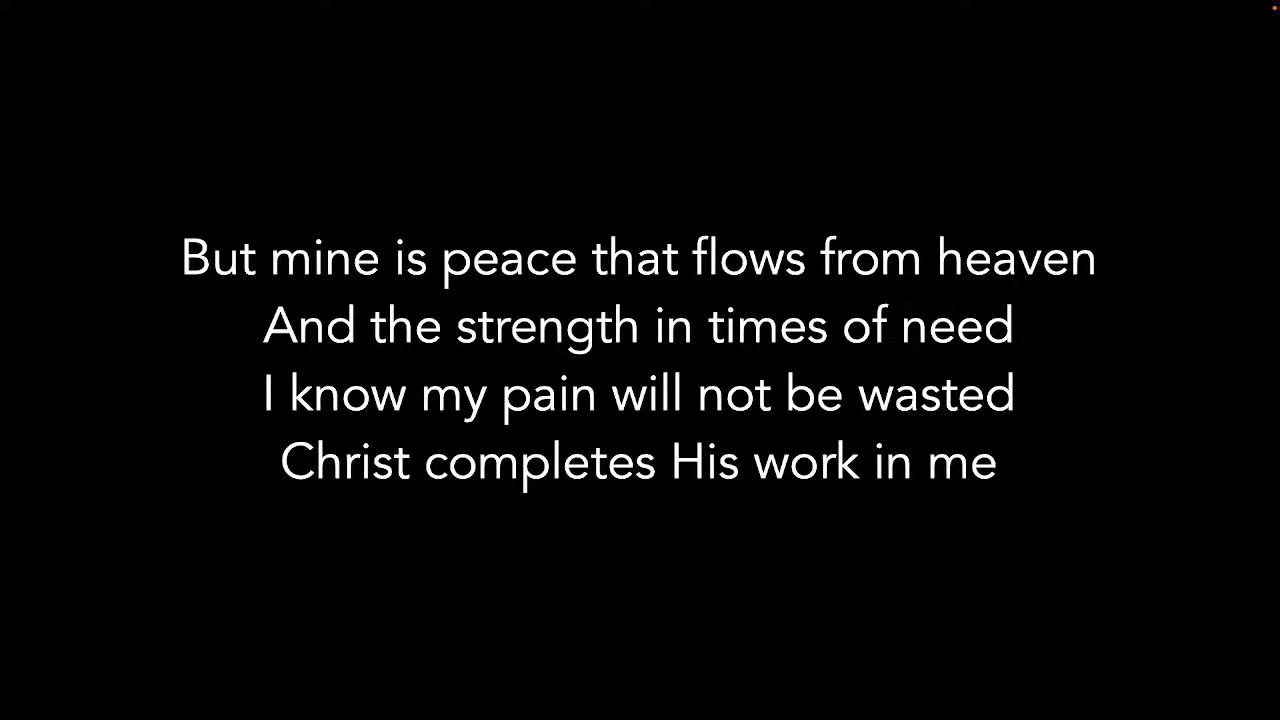 But mine is peace that flows from heaven
And the strength in times of need
I know my pain will not be wasted
Christ completes His work in me